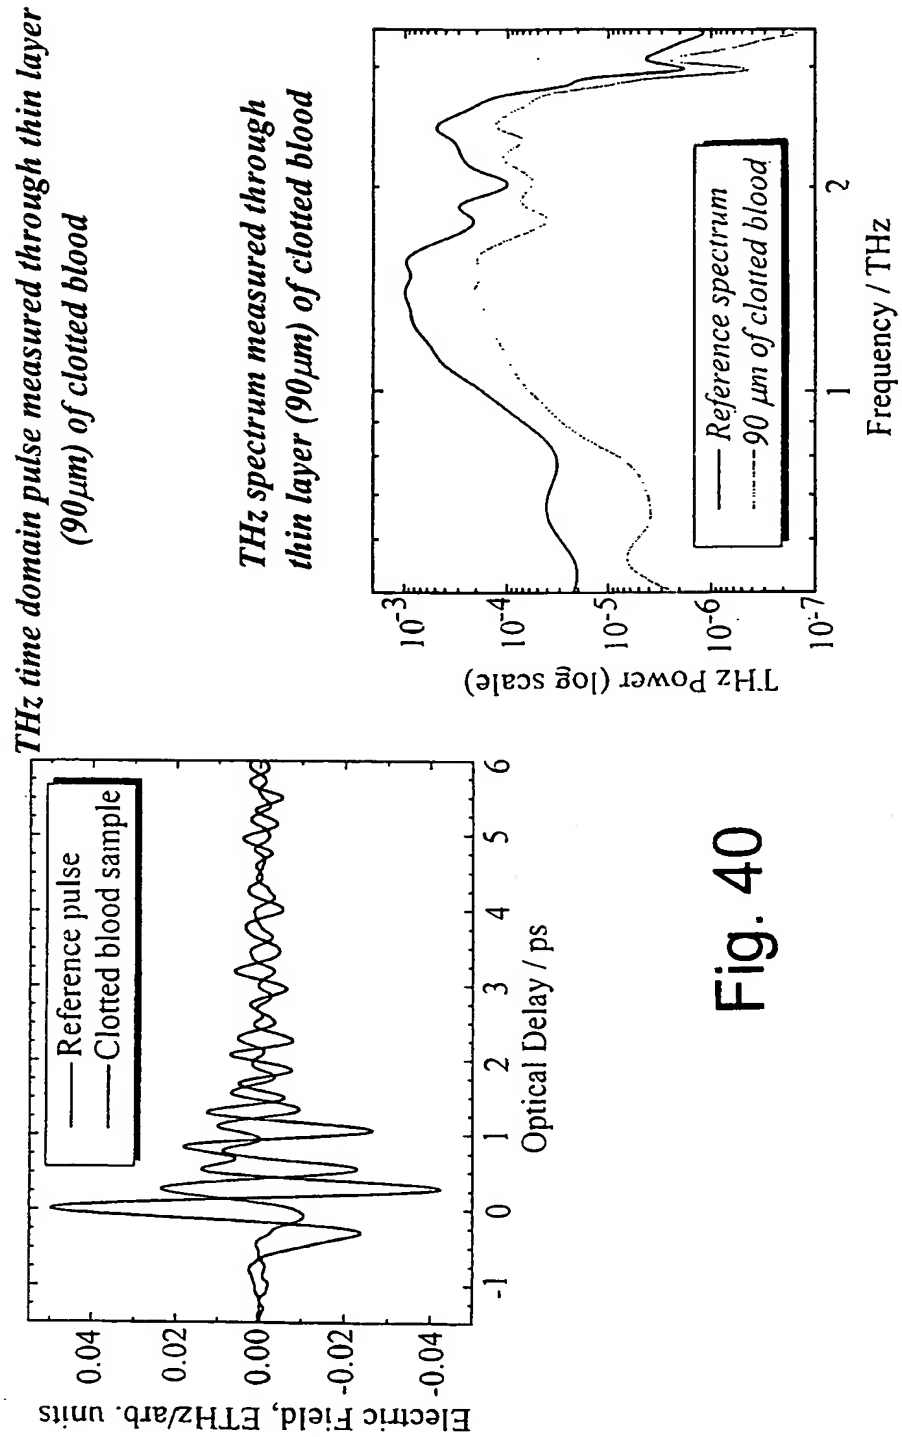 THz time domain pulse measured through thin layer
(90μm) of clotted blood
Electric Field, ETHz/arb. units
0.04
0.02
0.00
-0.02
-0.04
Reference pulse
Clotted blood sample
-1
0
1
2
3
4
5
6
Optical Delay / ps
THz spectrum measured through
thin layer (90μm) of clotted blood
THz Power (log scale)
10-3
10-4
10-5
10-6
10-7
Reference spectrum
90 μm of clotted blood
1
2
Frequency / THz
Fig. 40